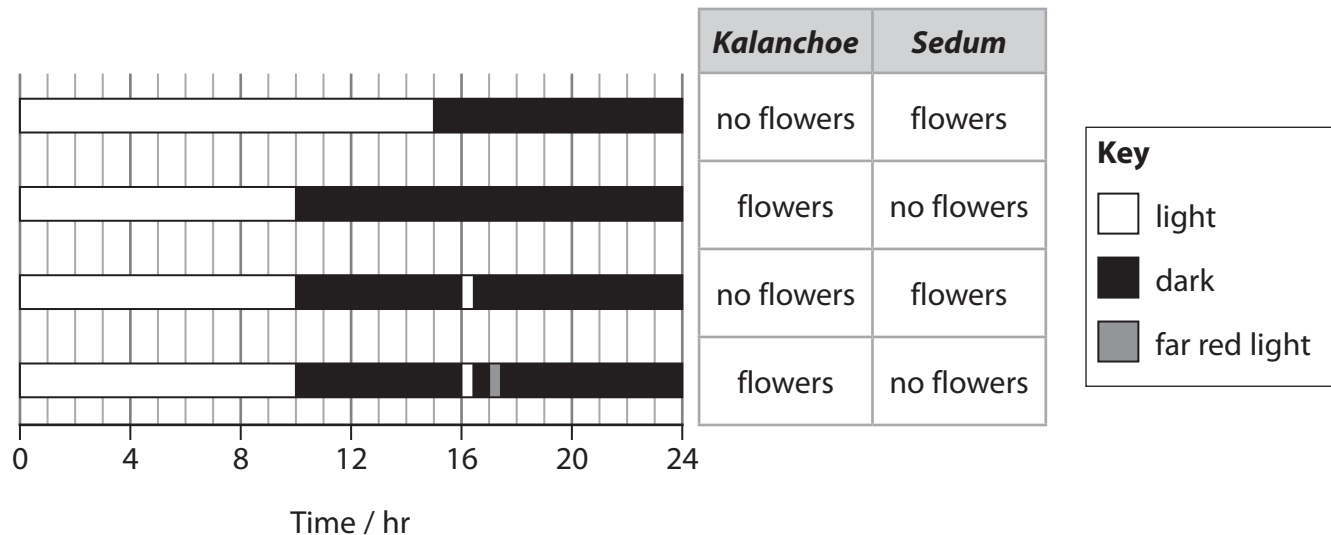 Kalanchoe Sedum
no flowers flowers
flowers no flowers
no flowers flowers
flowers no flowers
Key
light
dark
far red light
0 4 8 12 16 20 24
Time / hr